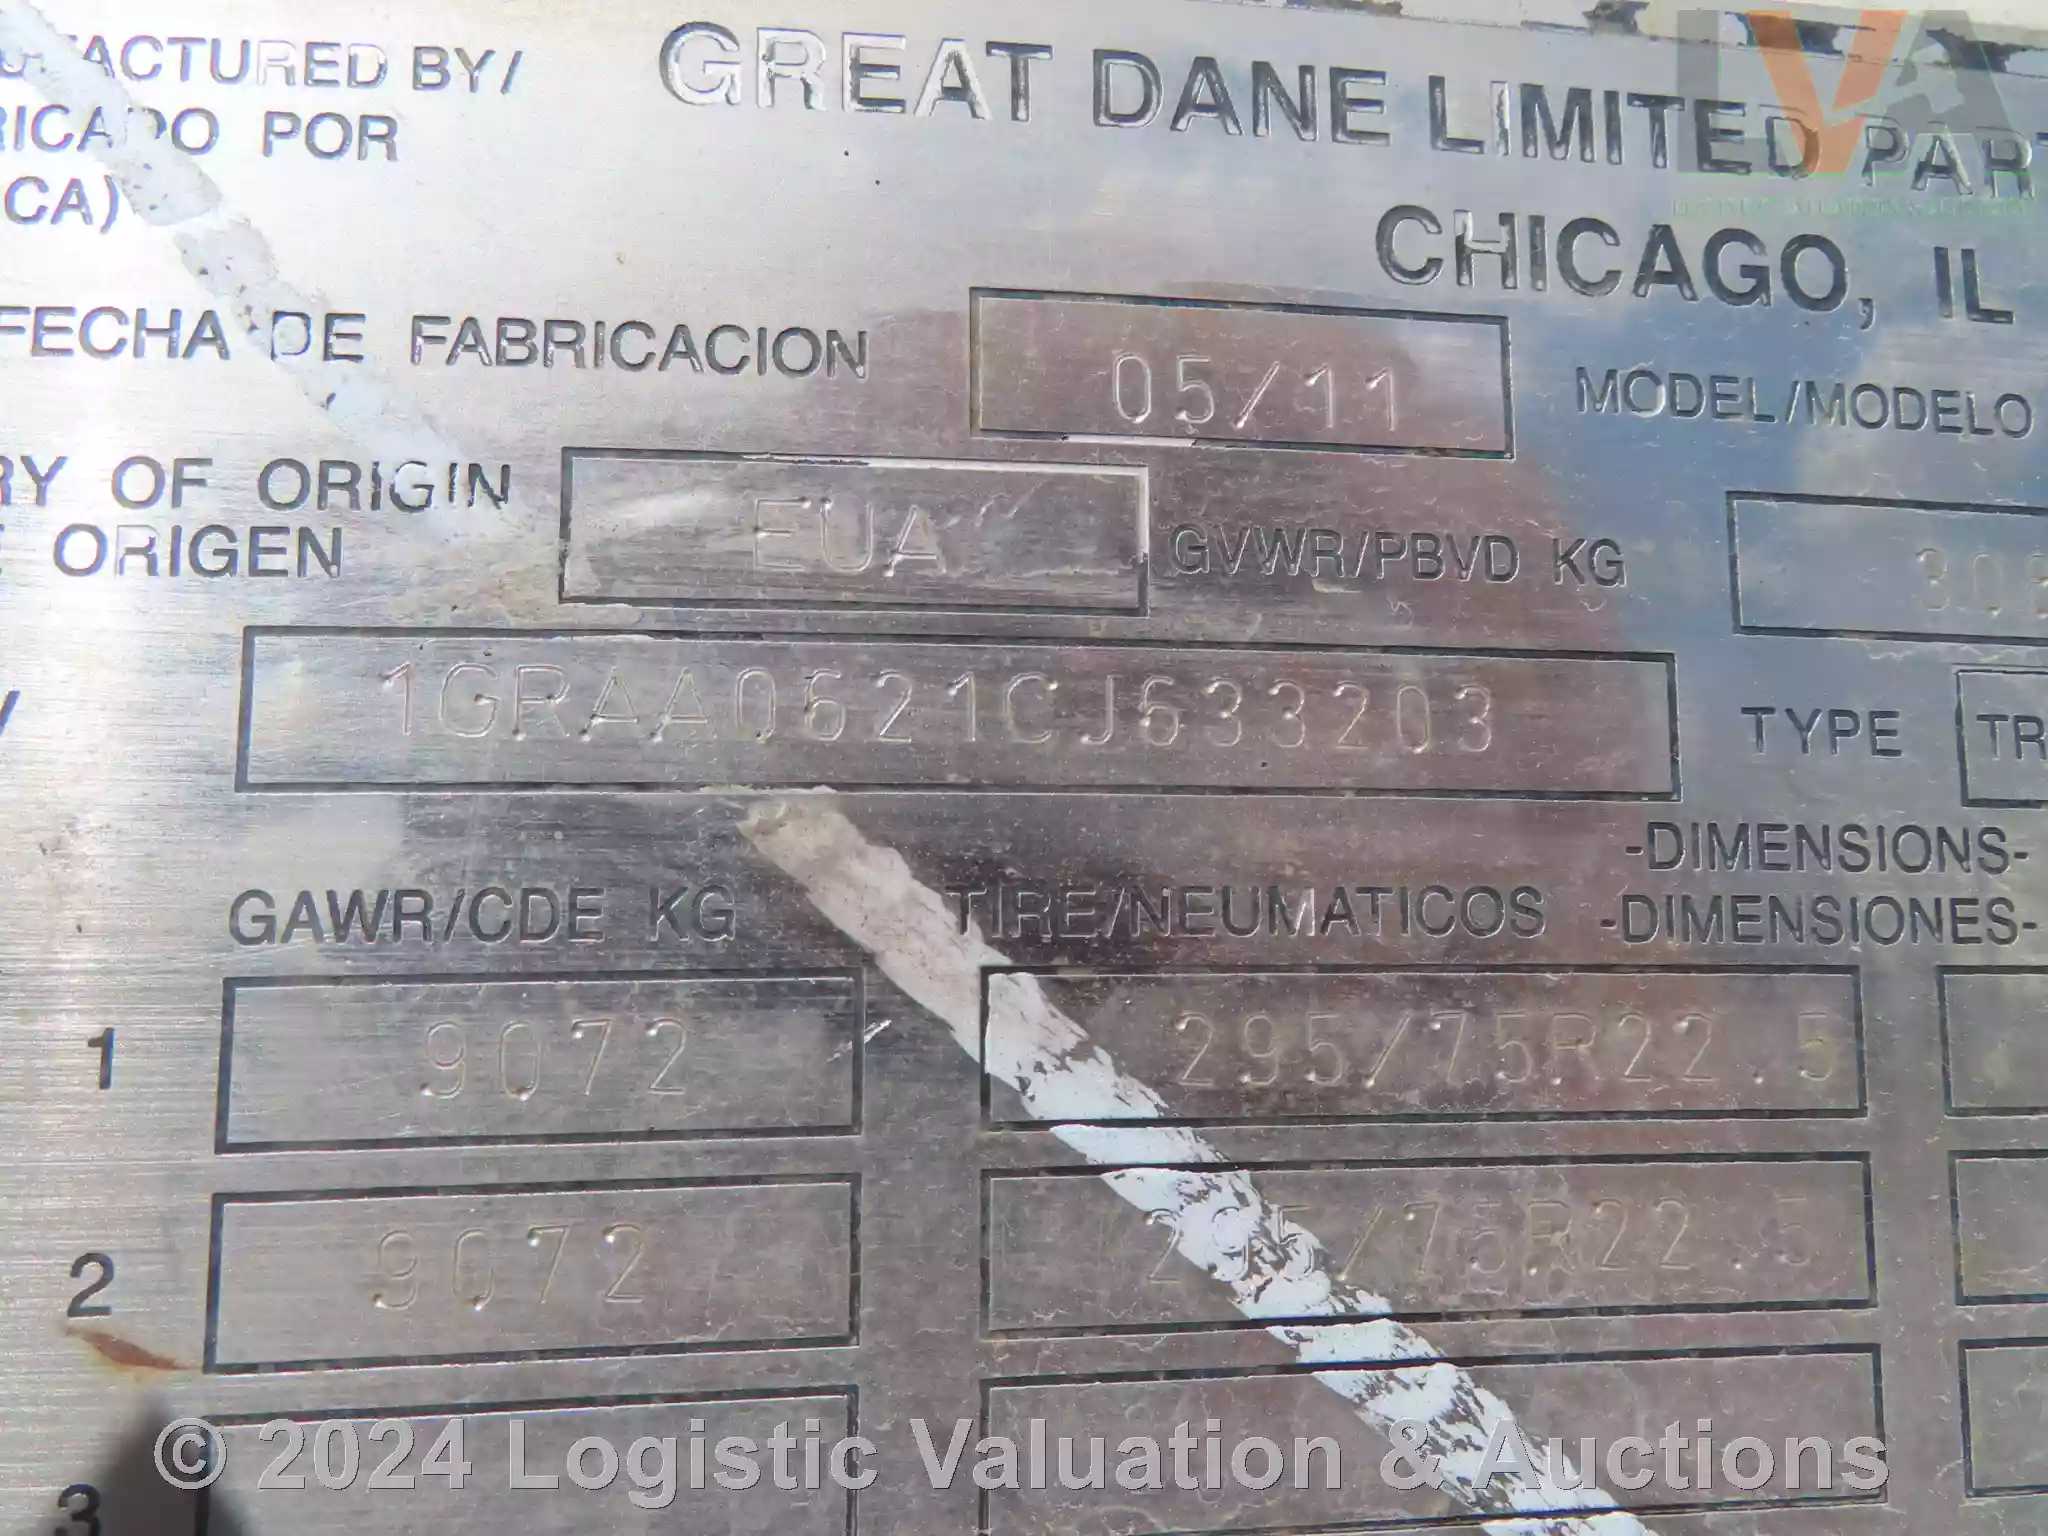 ACTURED BY/ GREAT DANE LIMITED PART
RICADO POR
CA) CHICAGO, IL
FECHA DE FABRICACION 05/11 MODEL/MODELO
RY OF ORIGIN EUA GVWR/PBVD KG
ORIGEN
1GRAA0621CJ633203 TYPE TR
-DIMENSIONS-
GAWR/CDE KG TIRE/NEUMATICOS -DIMENSIONES-
1 9072 295/75R22.5
2 9072 295/75R22.5
3
© 2024 Logistic Valuation & Auctions